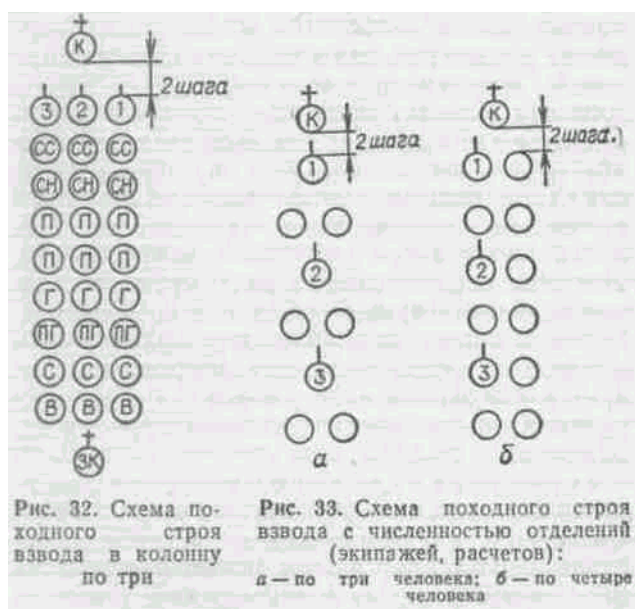 К
2 шага
3 2 1
СС СС СС
СН СН СН
П П П
П П П
Г Г Г
ПГ ПГ ПГ
С С С
В В В
ЗК
Рис. 32. Схема по-
ходного строя
взвода в колонну
по три
К
2 шага
1
2
3
а
К
2 шага.
1
2
3
б
Рис. 33. Схема походного строя
взвода с численностью отделений
(экипажей, расчетов):
а — по три человека; б — по четыре
человека